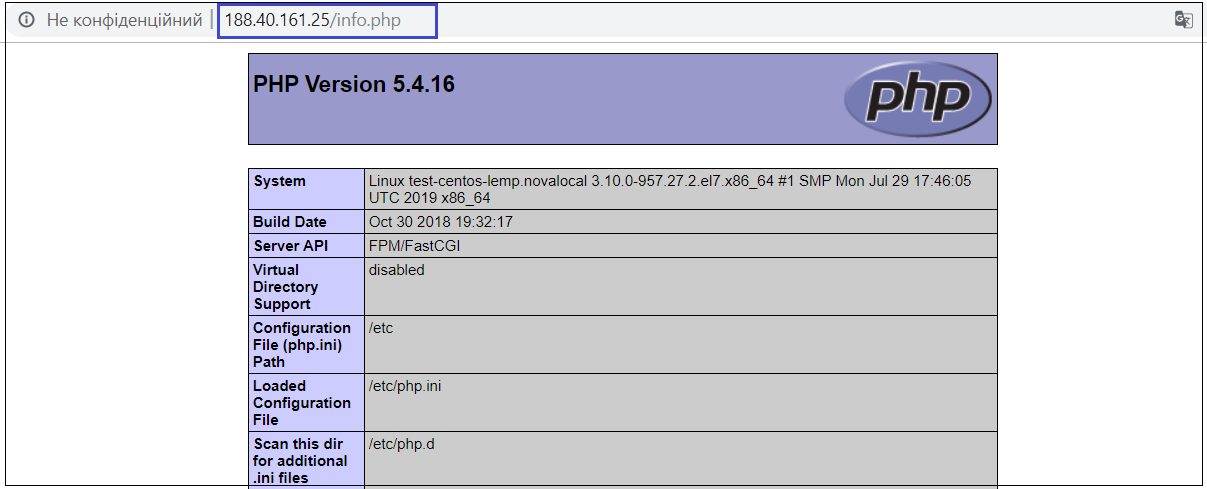 Не конфіденційний | 188.40.161.25/info.php
PHP Version 5.4.16
php
System Linux test-centos-lemp.novalocal 3.10.0-957.27.2.el7.x86_64 #1 SMP Mon Jul 29 17:46:05
UTC 2019 x86_64
Build Date Oct 30 2018 19:32:17
Server API FPM/FastCGI
Virtual disabled
Directory
Support
Configuration /etc
File (php.ini)
Path
Loaded /etc/php.ini
Configuration
File
Scan this dir /etc/php.d
for additional
.ini files